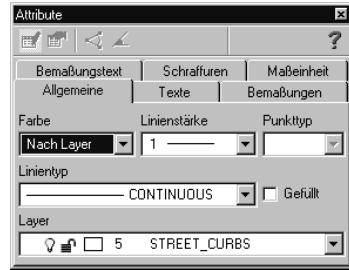 Attribute
?
Bemaßungstext Schraffuren Maßeinheit
Allgemeine Texte Bemaßungen
Farbe Linienstärke Punkttyp
Nach Layer 1
Linientyp
CONTINUOUS Gefüllt
Layer
5 STREET_CURBS